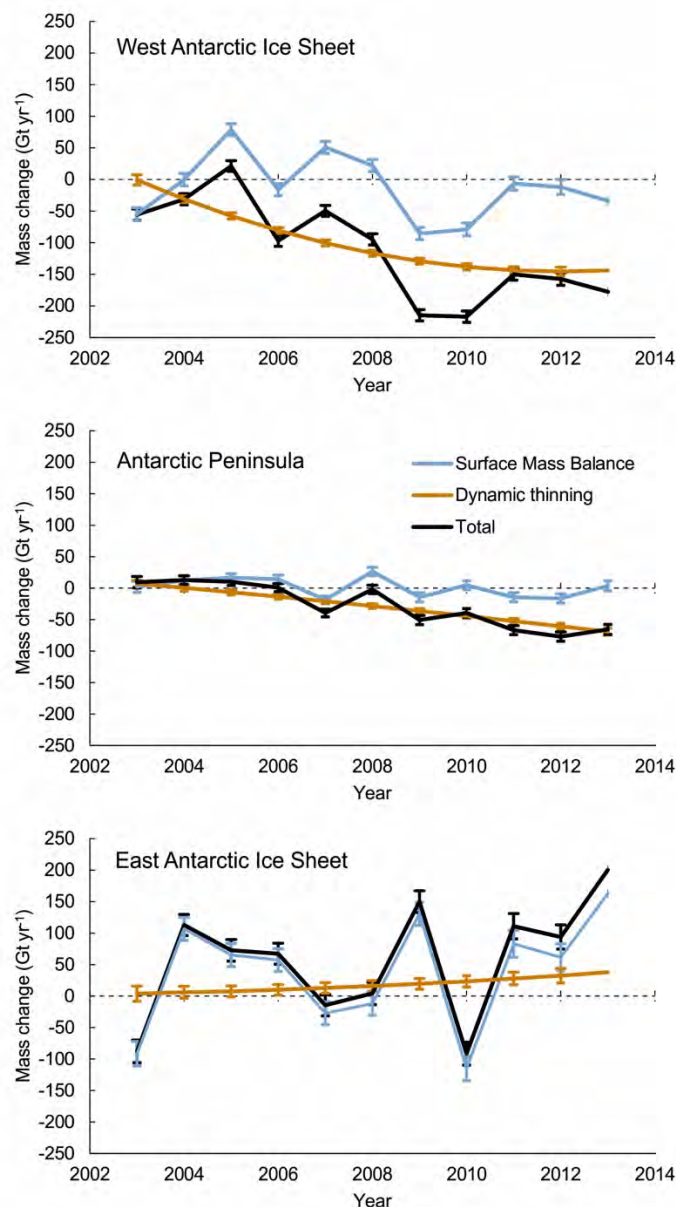 West Antarctic Ice Sheet
Mass change (Gt yr⁻¹)
250
200
150
100
50
0
-50
-100
-150
-200
-250
2002 2004 2006 2008 2010 2012 2014
Year
Antarctic Peninsula
Surface Mass Balance
Dynamic thinning
Total
Mass change (Gt yr⁻¹)
250
200
150
100
50
0
-50
-100
-150
-200
-250
2002 2004 2006 2008 2010 2012 2014
Year
East Antarctic Ice Sheet
Mass change (Gt yr⁻¹)
250
200
150
100
50
0
-50
-100
-150
-200
-250
2002 2004 2006 2008 2010 2012 2014
Year